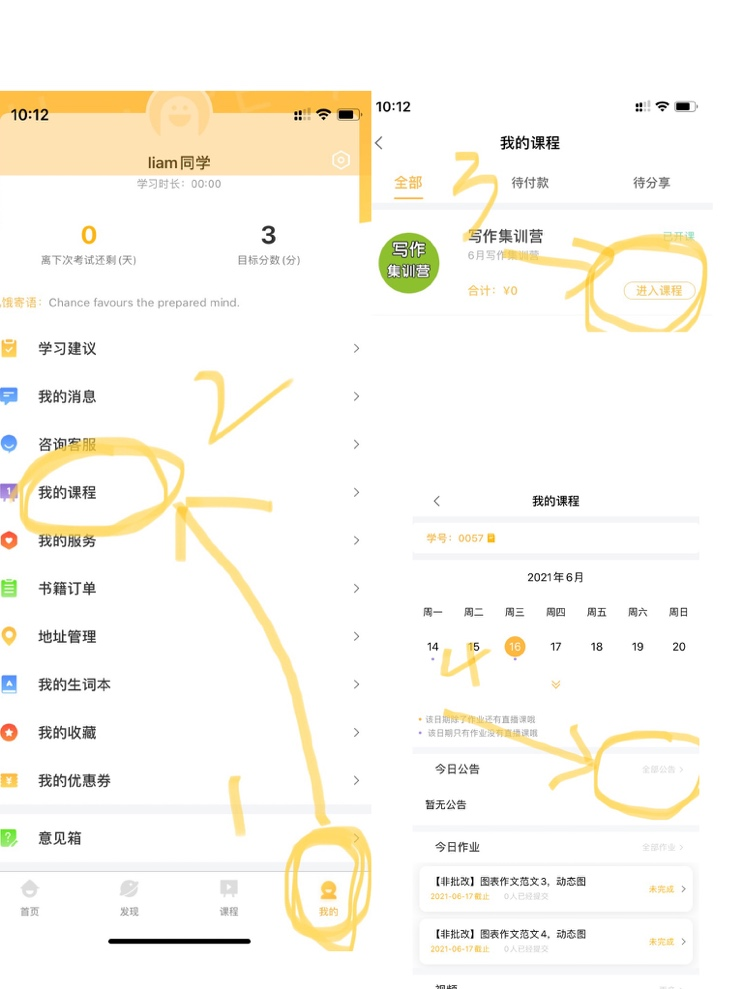 10:12
liam同学
学习时长：00:00
0
3
离下次考试还剩(天)
目标分数(分)
饿寄语：Chance favours the prepared mind.
学习建议
我的消息
2
咨询客服
我的课程
我的服务
书籍订单
地址管理
我的生词本
我的收藏
我的优惠券
1
意见箱
首页
发现
课程
我的
10:12
我的课程
全部
待付款
待分享
3
写作
集训营
写作集训营
已开课
6月写作集训营
合计：¥0
进入课程
我的课程
学号：0057
2021年6月
周一 周二 周三 周四 周五 周六 周日
14 15 16 17 18 19 20
4
该日期除了作业还有直播课哦
该日期只有作业没有直播课哦
今日公告
全部公告
暂无公告
今日作业
全部作业
【非批改】图表作文范文3，动态图
未完成
2021-06-17截止 0人已经提交
【非批改】图表作文范文4，动态图
未完成
2021-06-17截止 0人已经提交